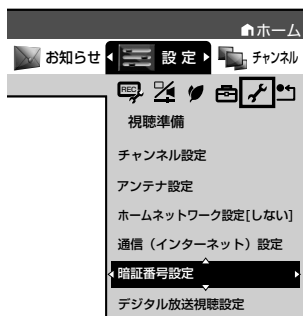 ホーム
お知らせ
設定
チャンネル
REC
視聴準備
チャンネル設定
アンテナ設定
ホームネットワーク設定[しない]
通信（インターネット）設定
暗証番号設定
デジタル放送視聴設定